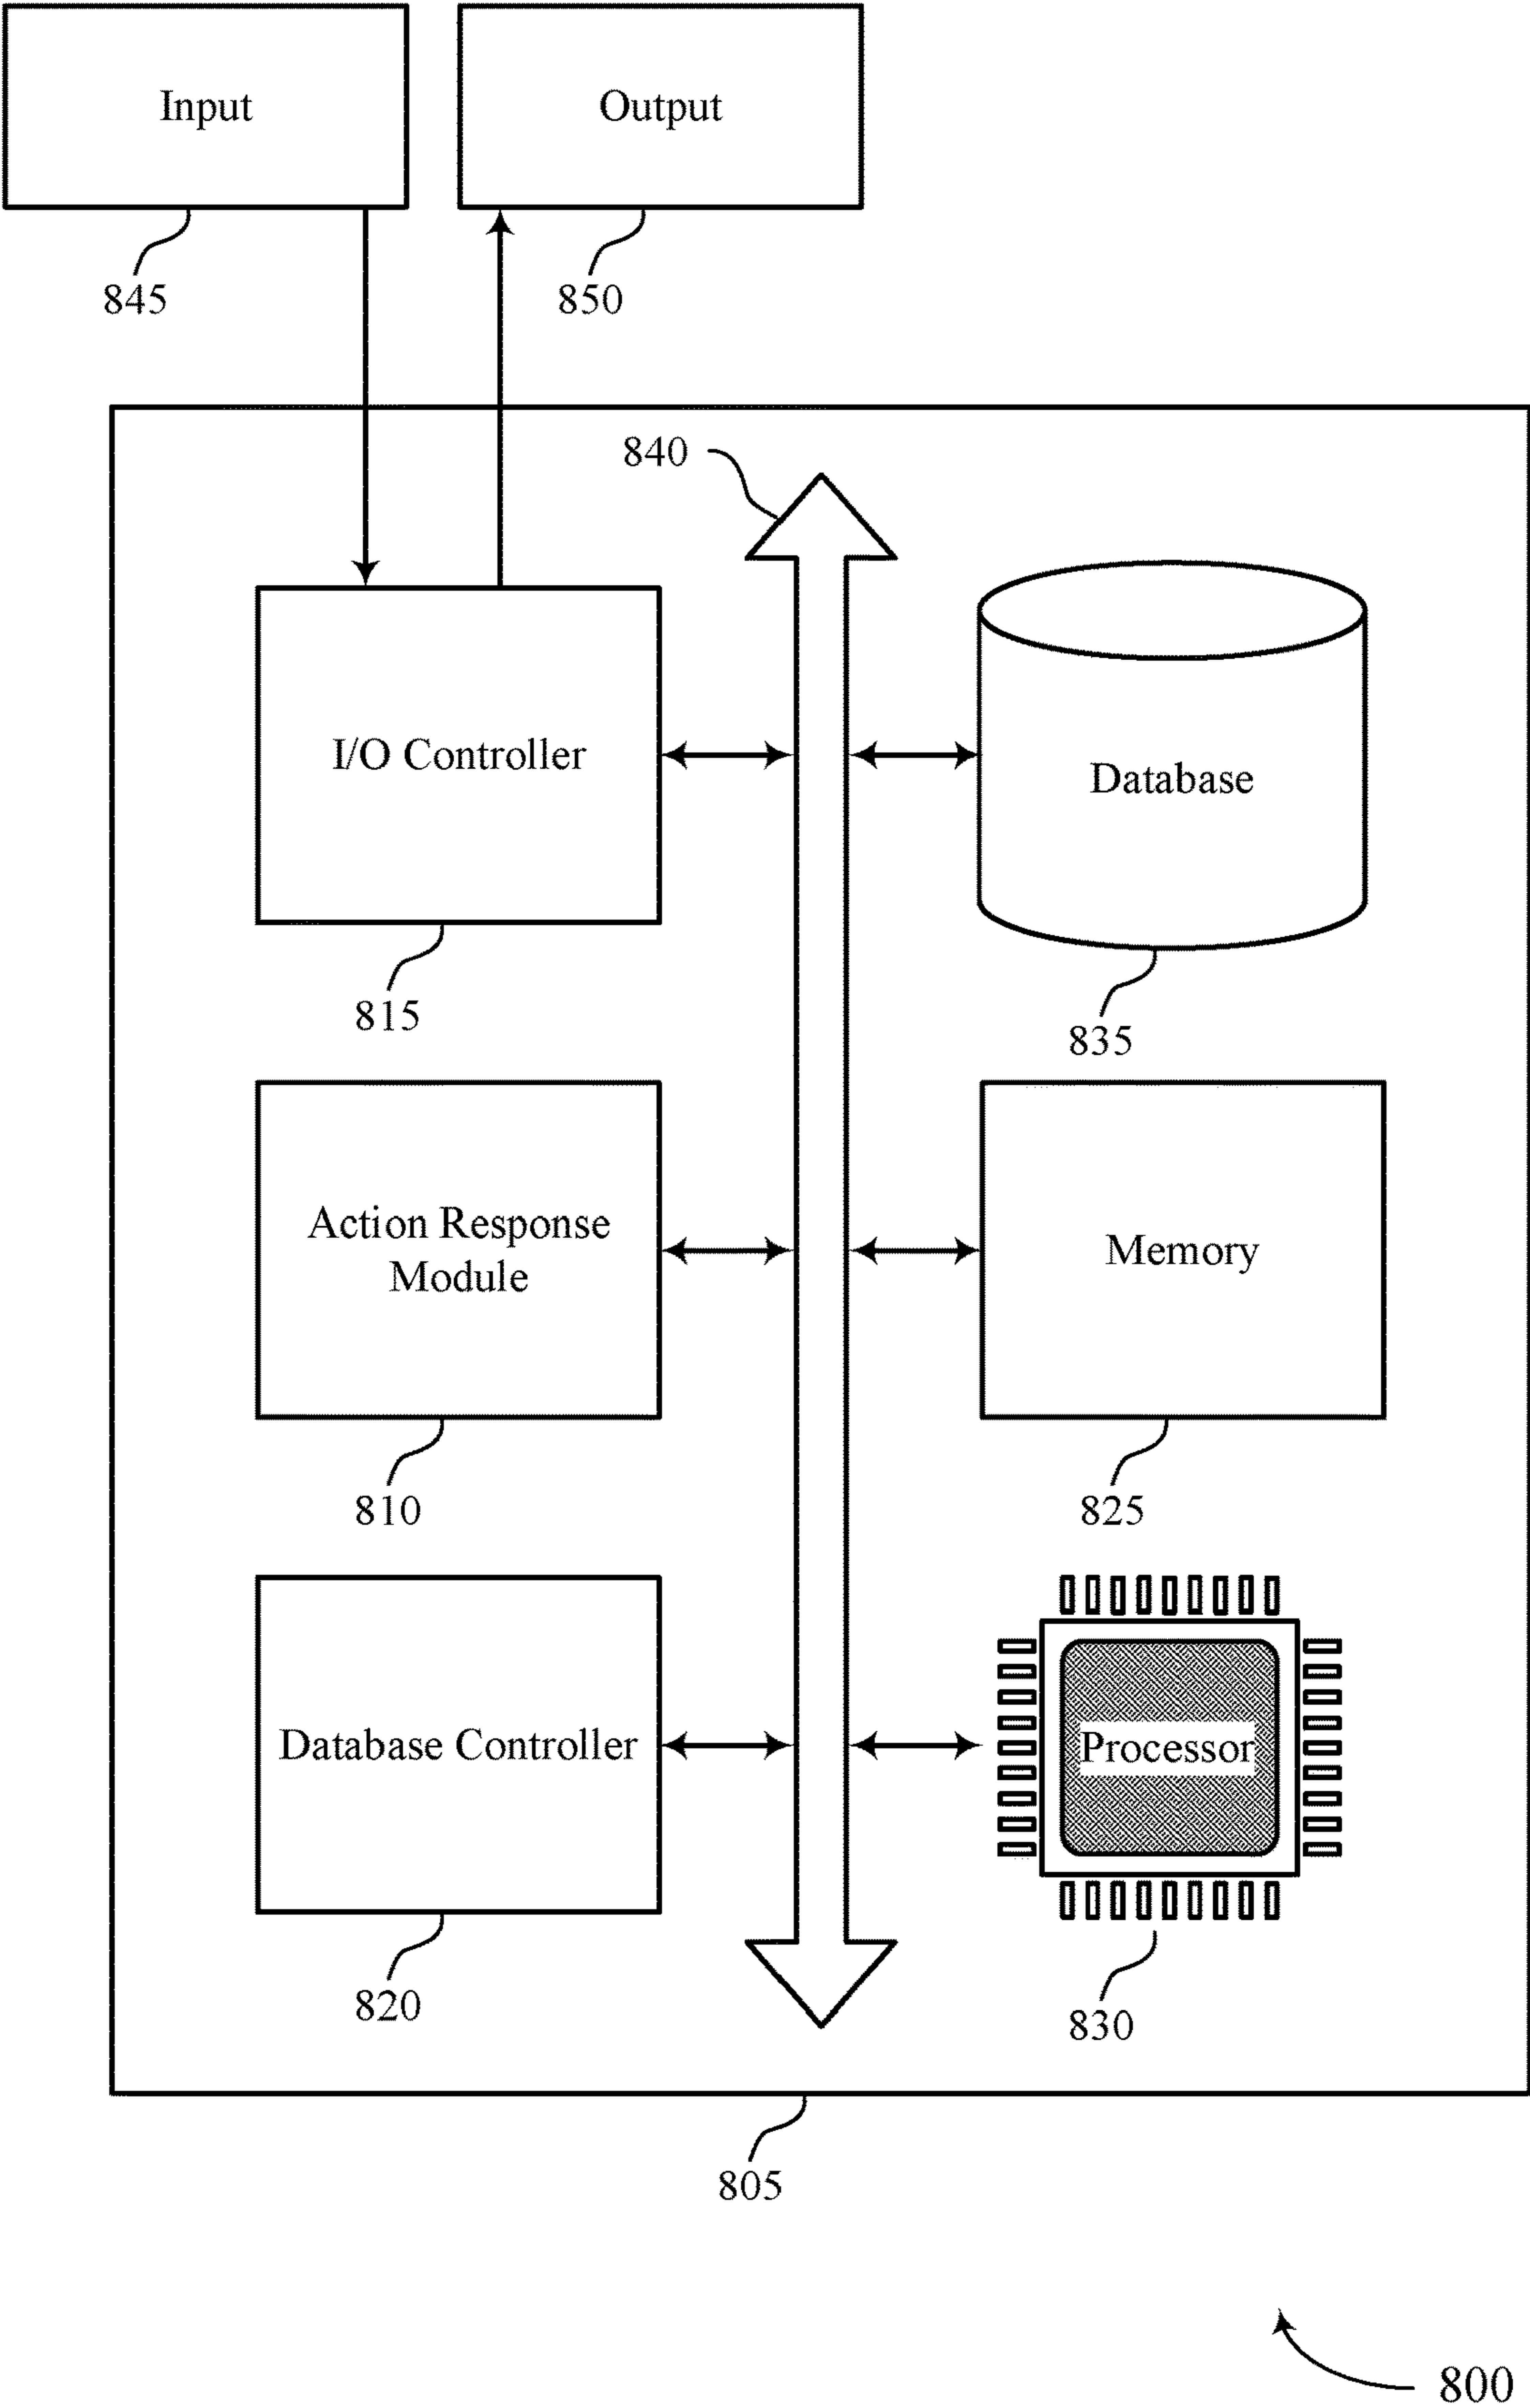 Input
Output
845
850
840
I/O Controller
Database
815
835
Action Response
Module
Memory
810
825
Database Controller
Processor
820
830
805
800